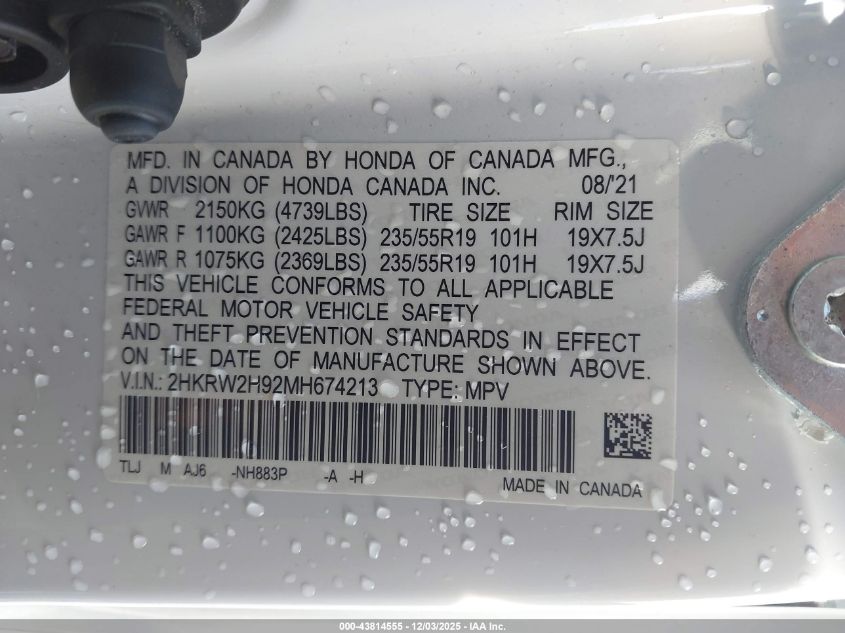 MFD. IN CANADA BY HONDA OF CANADA MFG.,
A DIVISION OF HONDA CANADA INC. 08/'21
GVWR 2150KG (4739LBS) TIRE SIZE RIM SIZE
GAWR F 1100KG (2425LBS) 235/55R19 101H 19X7.5J
GAWR R 1075KG (2369LBS) 235/55R19 101H 19X7.5J
THIS VEHICLE CONFORMS TO ALL APPLICABLE
FEDERAL MOTOR VEHICLE SAFETY
AND THEFT PREVENTION STANDARDS IN EFFECT
ON THE DATE OF MANUFACTURE SHOWN ABOVE.
V.I.N.: 2HKRW2H92MH674213 TYPE: MPV
TLJ M AJ6 -NH883P -A -H
MADE IN CANADA
000-43814555 - 12/03/2025 - IAA Inc.